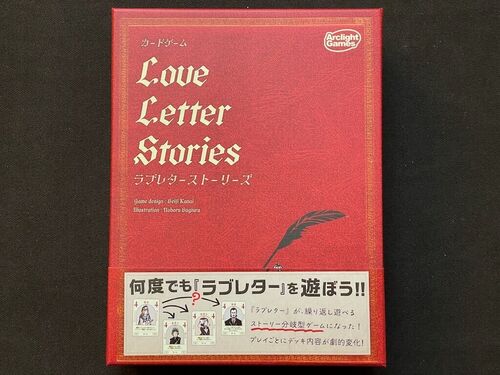 カードゲーム
Arclight
Games
Love
Letter
Stories
ラブレターストーリーズ
Game design : Seiji Kanai
Illustration : Noboru Sugiura
何度でも『ラブレター』を遊ぼう!!
?
『ラブレター』が、繰り返し遊べる
ストーリー分岐型ゲームになった!
プレイごとにデッキ内容が劇的変化!